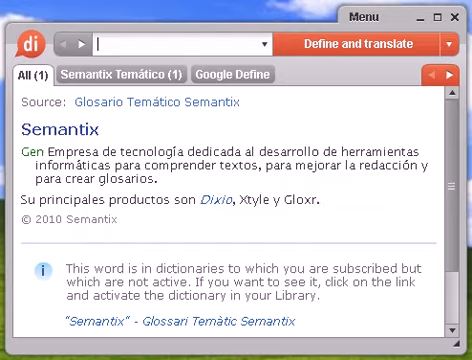 Menu
di
Define and translate
All (1) Semantix Temático (1) Google Define
Source: Glosario Temático Semantix
Semantix
Gen Empresa de tecnología dedicada al desarrollo de herramientas
informáticas para comprender textos, para mejorar la redacción y
para crear glosarios.
Su principales productos son Dixio, Xtyle y Gloxr.
© 2010 Semantix
i
This word is in dictionaries to which you are subscribed but
which are not active. If you want to see it, click on the link
and activate the dictionary in your Library.
"Semantix" - Glossari Temàtic Semantix